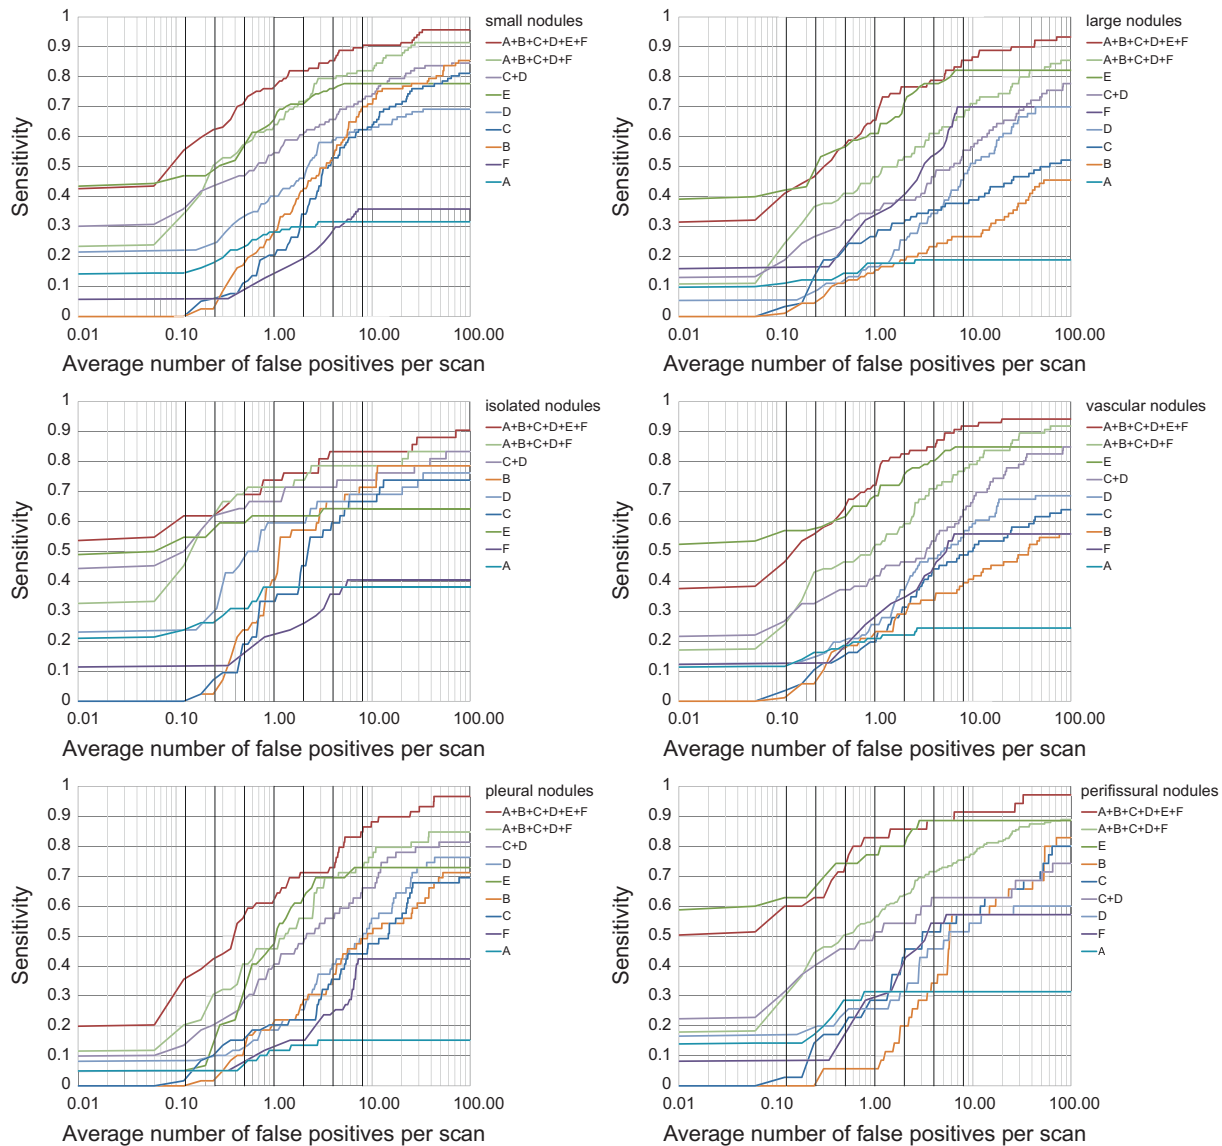 small nodules
1
0.9
0.8
0.7
0.6
0.5
0.4
0.3
0.2
0.1
0
Sensitivity
A+B+C+D+E+F
A+B+C+D+F
C+D
E
D
C
B
F
A
0.01 0.10 1.00 10.00 100.00
Average number of false positives per scan
large nodules
1
0.9
0.8
0.7
0.6
0.5
0.4
0.3
0.2
0.1
0
Sensitivity
A+B+C+D+E+F
A+B+C+D+F
E
C+D
F
D
C
B
A
0.01 0.10 1.00 10.00 100.00
Average number of false positives per scan
isolated nodules
1
0.9
0.8
0.7
0.6
0.5
0.4
0.3
0.2
0.1
0
Sensitivity
A+B+C+D+E+F
A+B+C+D+F
C+D
B
D
C
E
F
A
0.01 0.10 1.00 10.00 100.00
Average number of false positives per scan
vascular nodules
1
0.9
0.8
0.7
0.6
0.5
0.4
0.3
0.2
0.1
0
Sensitivity
A+B+C+D+E+F
A+B+C+D+F
E
C+D
D
C
B
F
A
0.01 0.10 1.00 10.00 100.00
Average number of false positives per scan
pleural nodules
1
0.9
0.8
0.7
0.6
0.5
0.4
0.3
0.2
0.1
0
Sensitivity
A+B+C+D+E+F
A+B+C+D+F
C+D
D
E
B
C
F
A
0.01 0.10 1.00 10.00 100.00
Average number of false positives per scan
perifissural nodules
1
0.9
0.8
0.7
0.6
0.5
0.4
0.3
0.2
0.1
0
Sensitivity
A+B+C+D+E+F
A+B+C+D+F
E
B
C
C+D
D
F
A
0.01 0.10 1.00 10.00 100.00
Average number of false positives per scan